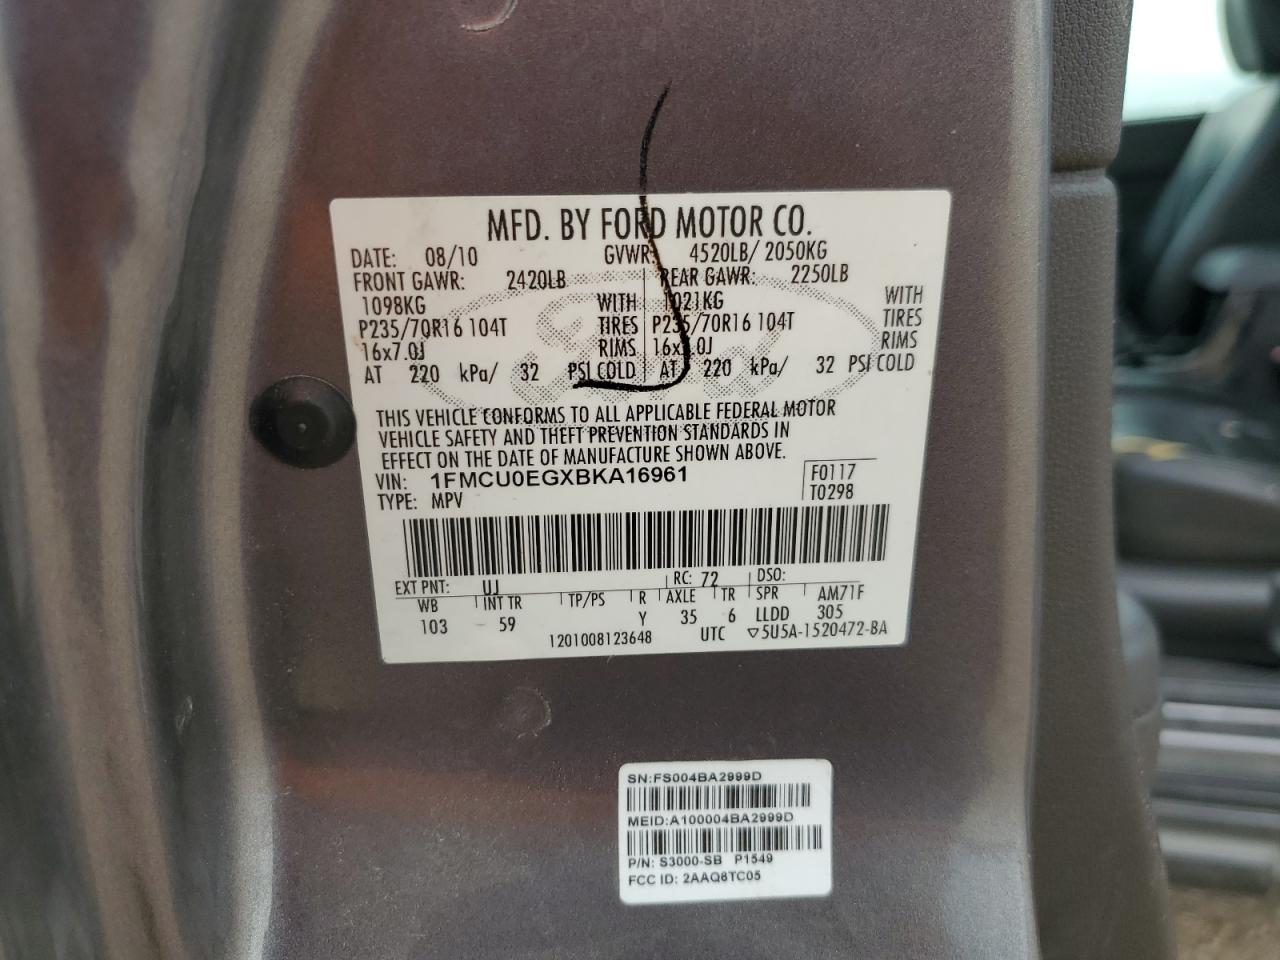 MFD. BY FORD MOTOR CO.
DATE: 08/10 GVWR: 4520LB/ 2050KG
FRONT GAWR: 2420LB REAR GAWR: 2250LB
1098KG WITH 1021KG WITH
P235/70R16 104T TIRES P235/70R16 104T TIRES
16x7.0J RIMS 16x7.0J RIMS
AT 220 kPa/ 32 PSI COLD AT 220 kPa/ 32 PSI COLD
THIS VEHICLE CONFORMS TO ALL APPLICABLE FEDERAL MOTOR
VEHICLE SAFETY AND THEFT PREVENTION STANDARDS IN
EFFECT ON THE DATE OF MANUFACTURE SHOWN ABOVE.
VIN: 1FMCU0EGXBKA16961 F0117
TYPE: MPV T0298
EXT PNT: UJ RC: 72 DSO:
WB INT TR TP/PS R AXLE TR SPR AM71F
103 59 Y 35 6 LLDD 305
1201008123648 UTC ▽5U5A-1520472-BA
SN:FS004BA2999D
MEID:A100004BA2999D
P/N: S3000-SB P1549
FCC ID: 2AAQ6TC05